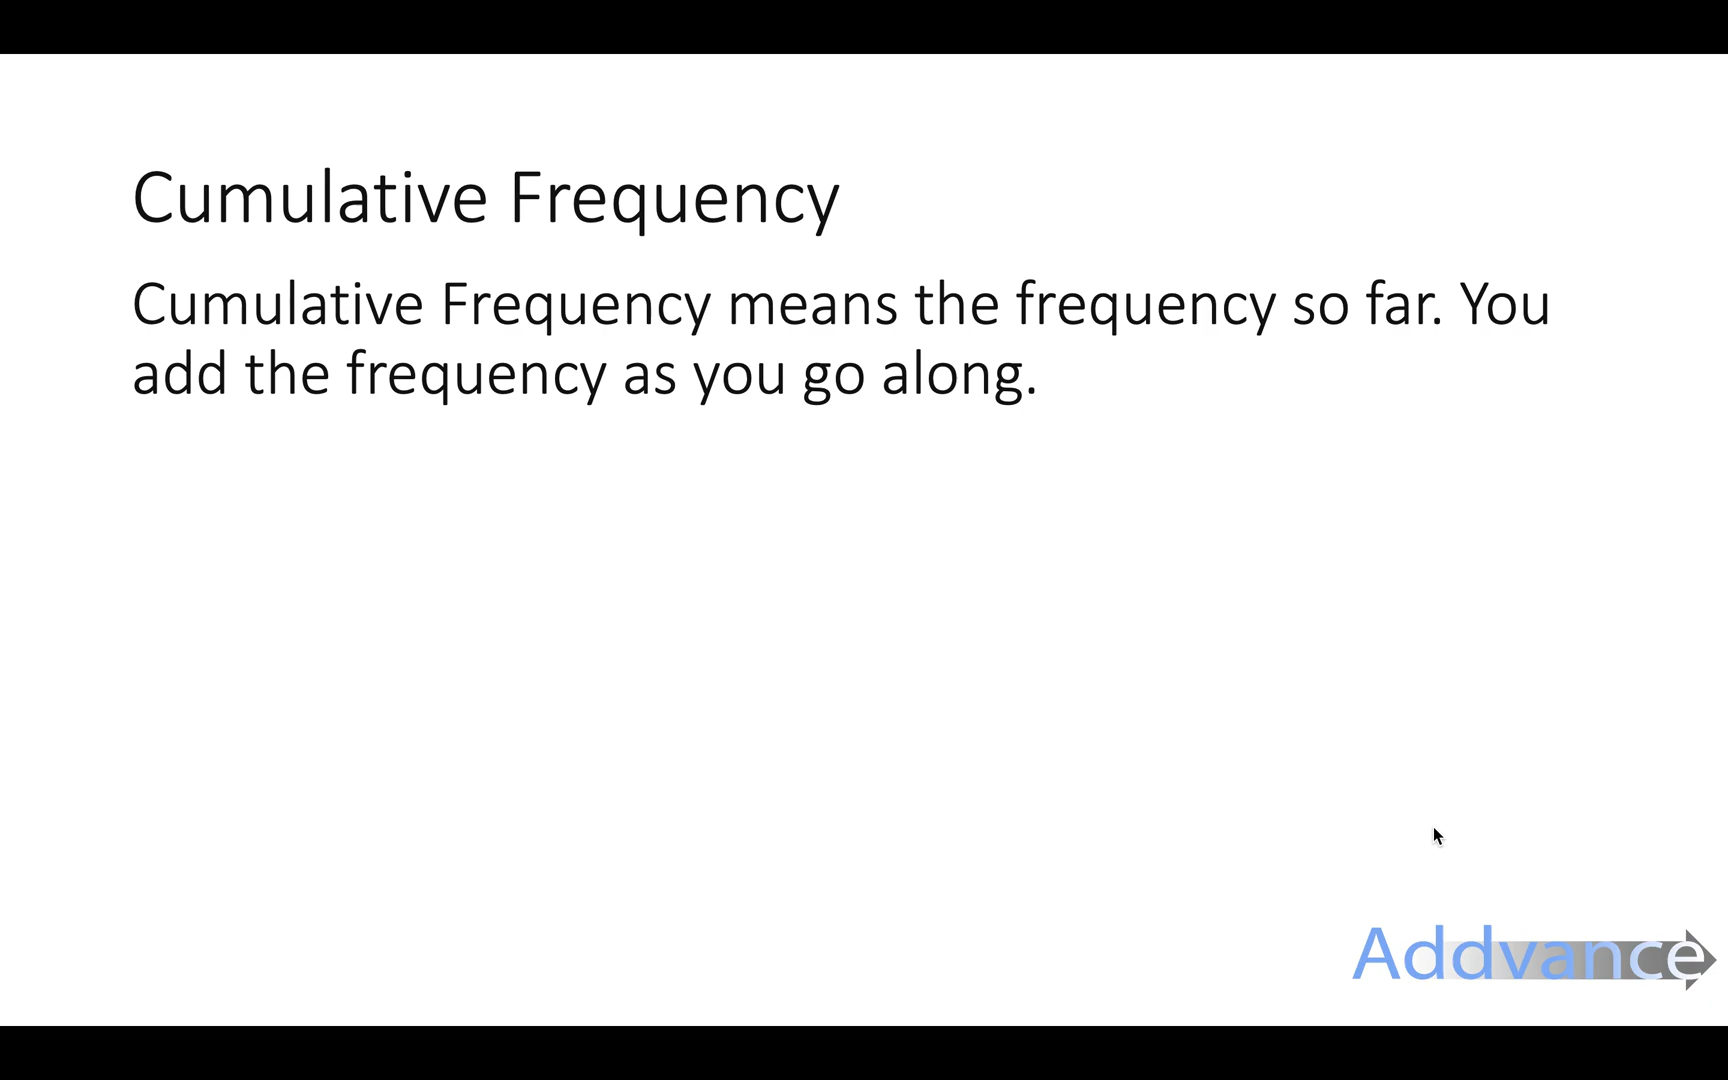 Cumulative Frequency
Cumulative Frequency means the frequency so far. You
add the frequency as you go along.
Addvance